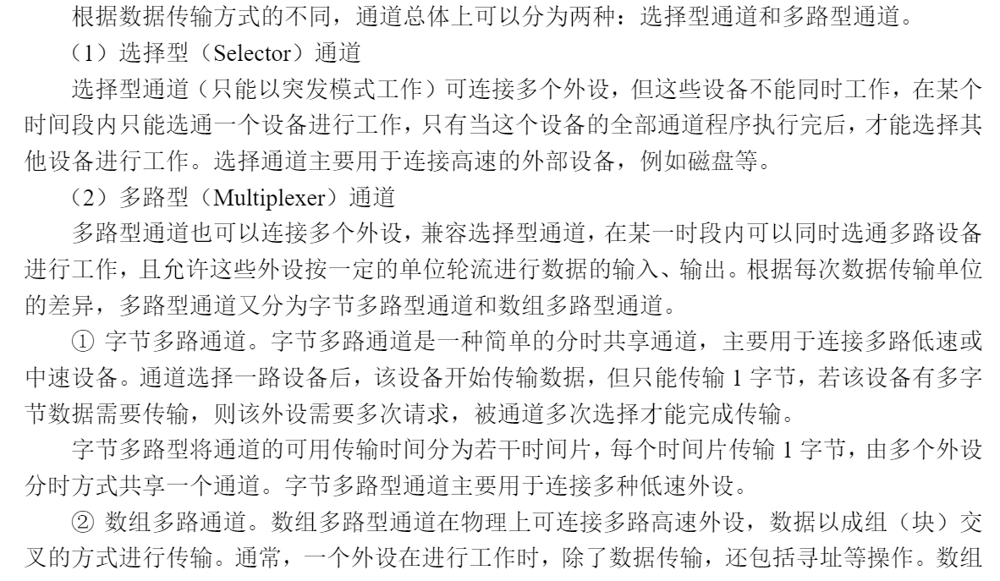 根据数据传输方式的不同，通道总体上可以分为两种：选择型通道和多路型通道。
（1）选择型（Selector）通道
选择型通道（只能以突发模式工作）可连接多个外设，但这些设备不能同时工作，在某个
时间段内只能选通一个设备进行工作，只有当这个设备的全部通道程序执行完后，才能选择其
他设备进行工作。选择通道主要用于连接高速的外部设备，例如磁盘等。
（2）多路型（Multiplexer）通道
多路型通道也可以连接多个外设，兼容选择型通道，在某一时段内可以同时选通多路设备
进行工作，且允许这些外设按一定的单位轮流进行数据的输入、输出。根据每次数据传输单位
的差异，多路型通道又分为字节多路型通道和数组多路型通道。
① 字节多路通道。字节多路通道是一种简单的分时共享通道，主要用于连接多路低速或
中速设备。通道选择一路设备后，该设备开始传输数据，但只能传输 1 字节，若该设备有多字
节数据需要传输，则该外设需要多次请求，被通道多次选择才能完成传输。
字节多路型将通道的可用传输时间分为若干时间片，每个时间片传输 1 字节，由多个外设
分时方式共享一个通道。字节多路型通道主要用于连接多种低速外设。
② 数组多路通道。数组多路型通道在物理上可连接多路高速外设，数据以成组（块）交
叉的方式进行传输。通常，一个外设在进行工作时，除了数据传输，还包括寻址等操作。数组